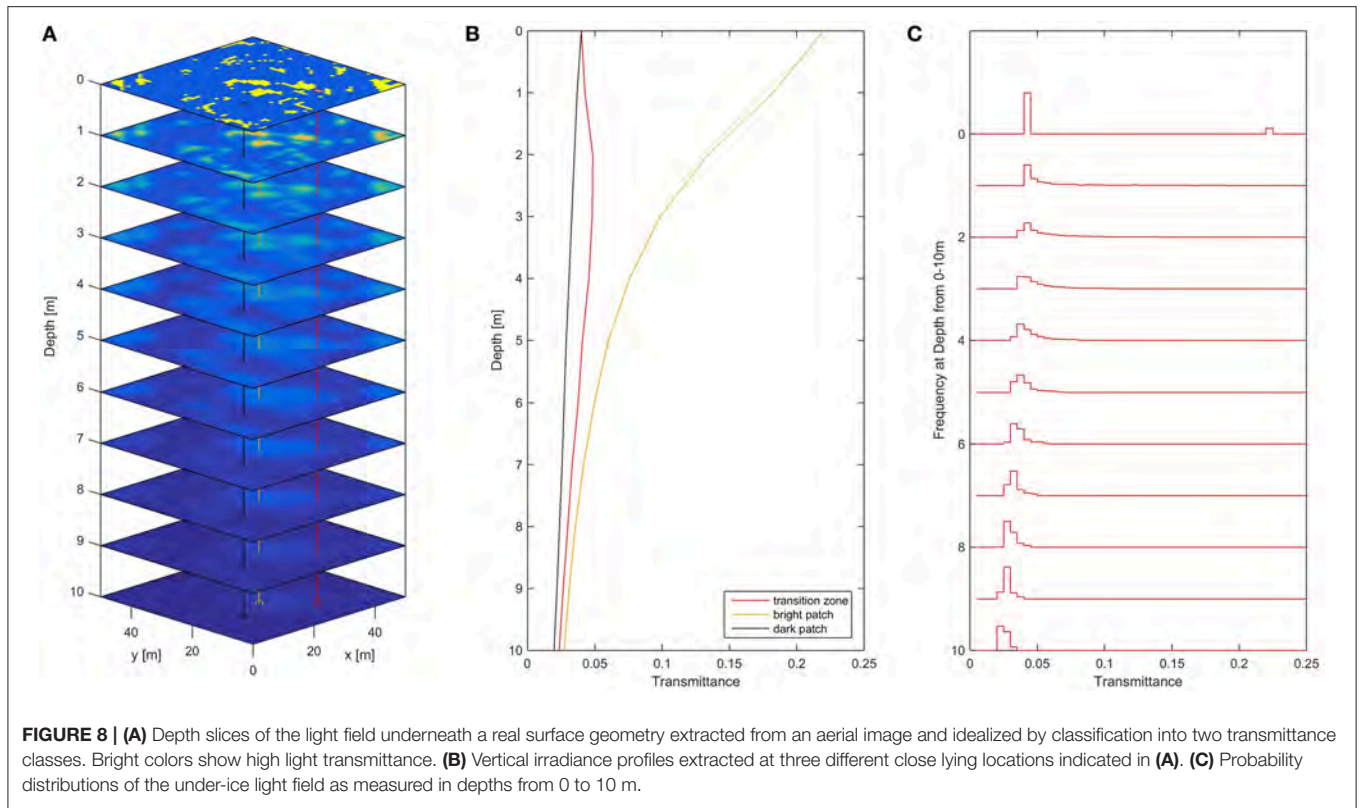 A
0
1
2
3
4
5
6
7
8
9
10
Depth [m]
40
20
y [m]
0
20
40
x [m]
B
0
1
2
3
4
5
6
7
8
9
10
Depth [m]
0
0.05
0.1
0.15
0.2
0.25
Transmittance
transition zone
bright patch
dark patch
C
0
2
4
6
8
10
Frequency at Depth from 0-10m
0
0.05
0.1
0.15
0.2
0.25
Transmittance
FIGURE 8 | (A) Depth slices of the light field underneath a real surface geometry extracted from an aerial image and idealized by classification into two transmittance
classes. Bright colors show high light transmittance. (B) Vertical irradiance profiles extracted at three different close lying locations indicated in (A). (C) Probability
distributions of the under-ice light field as measured in depths from 0 to 10 m.